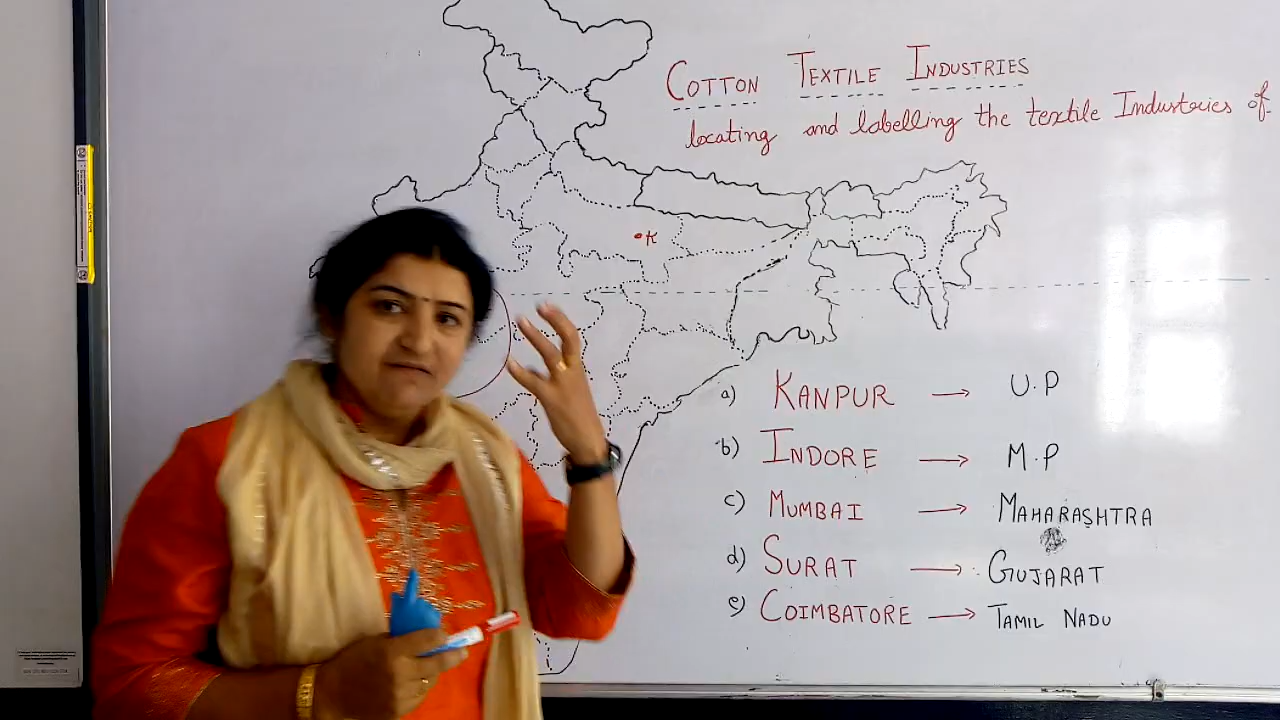 COTTON TEXTILE INDUSTRIES
locating and labelling the textile Industries of
K
a) KANPUR → U.P
b) INDORE → M.P
c) MUMBAI → MAHARASHTRA
d) SURAT → GUJARAT
e) COIMBATORE → TAMIL NADU